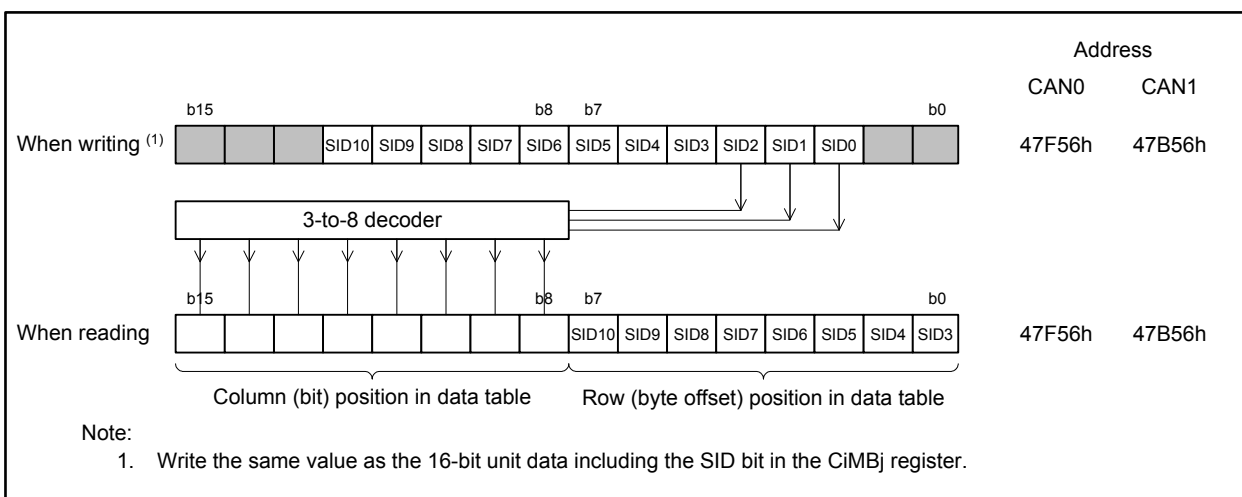 Address
CAN0 CAN1
b15 b8 b7 b0
When writing (1) SID10 SID9 SID8 SID7 SID6 SID5 SID4 SID3 SID2 SID1 SID0 47F56h 47B56h
3-to-8 decoder
b15 b8 b7 b0
When reading SID10 SID9 SID8 SID7 SID6 SID5 SID4 SID3 47F56h 47B56h
Column (bit) position in data table Row (byte offset) position in data table
Note:
1. Write the same value as the 16-bit unit data including the SID bit in the CiMBj register.